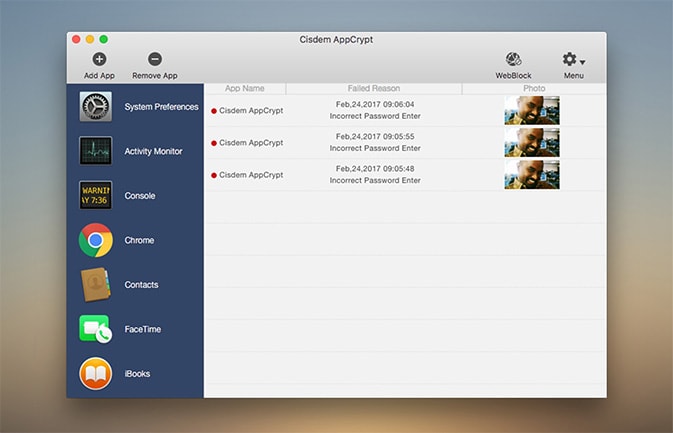 Cisdem AppCrypt
Add App
Remove App
WebBlock
Menu
App Name
Failed Reason
Photo
System Preferences
Activity Monitor
WARNIN
AY 7:36
Console
Chrome
Contacts
FaceTime
iBooks
Cisdem AppCrypt
Feb,24,2017 09:06:04
Incorrect Password Enter
Cisdem AppCrypt
Feb,24,2017 09:05:55
Incorrect Password Enter
Cisdem AppCrypt
Feb,24,2017 09:05:48
Incorrect Password Enter